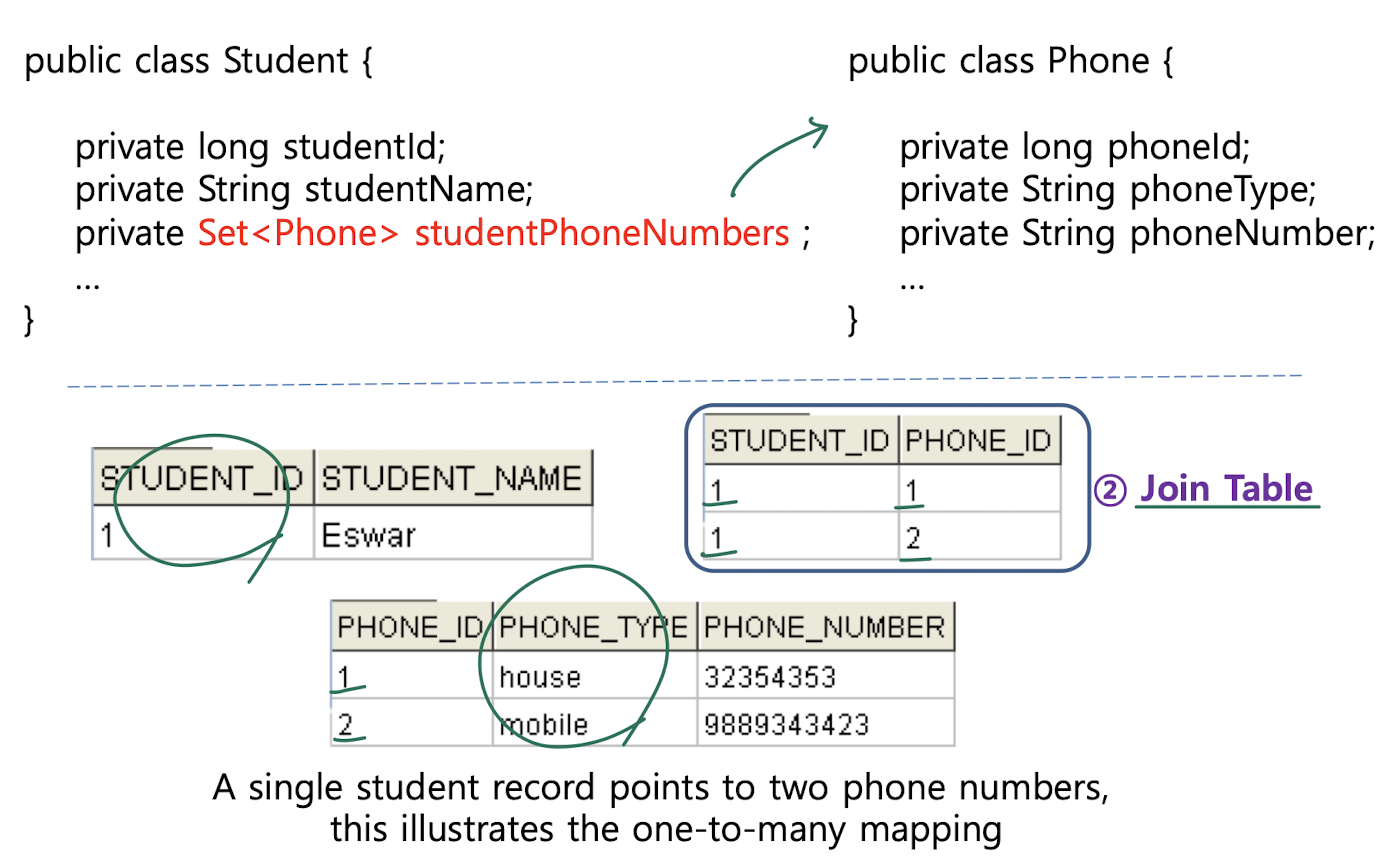 public class Student {
private long studentId;
private String studentName;
private Set<Phone> studentPhoneNumbers ;
...
}
public class Phone {
private long phoneId;
private String phoneType;
private String phoneNumber;
...
}
STUDENT_ID STUDENT_NAME
1 Eswar
STUDENT_ID PHONE_ID
1 1
1 2
② Join Table
PHONE_ID PHONE_TYPE PHONE_NUMBER
1 house 32354353
2 mobile 9889343423
A single student record points to two phone numbers,
this illustrates the one-to-many mapping